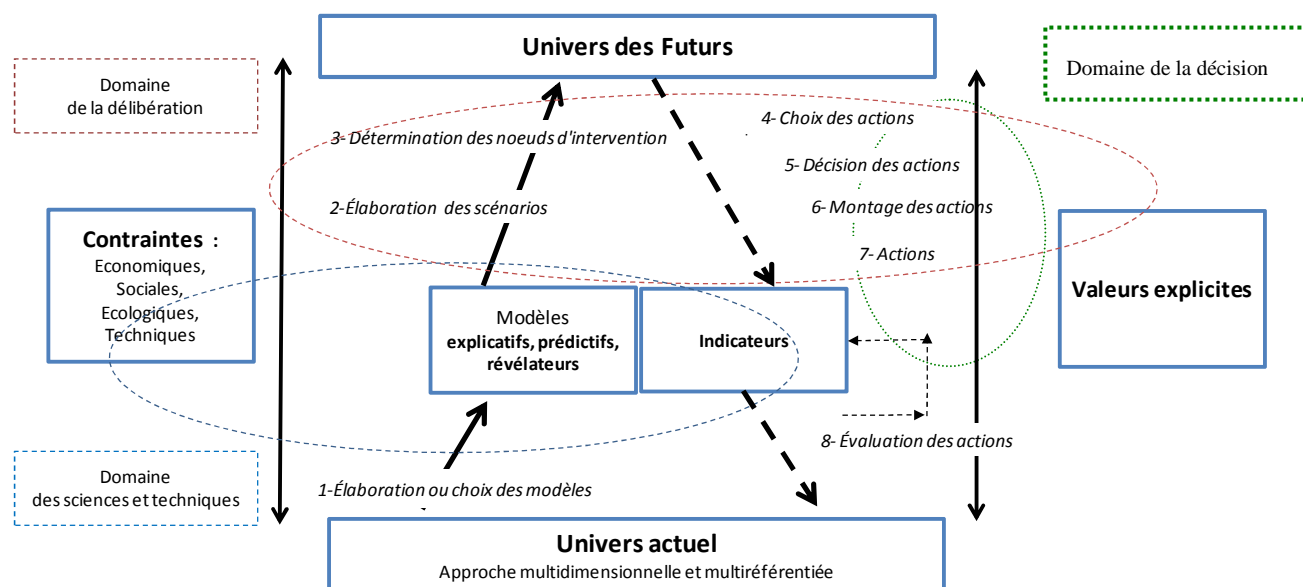 Univers des Futurs
Domaine
de la délibération
Domaine de la décision
3- Détermination des noeuds d'intervention
4- Choix des actions
5- Décision des actions
2-Élaboration des scénarios
6- Montage des actions
7- Actions
Contraintes :
Economiques,
Sociales,
Ecologiques,
Techniques
Modèles
explicatifs, prédictifs,
révélateurs
Indicateurs
Valeurs explicites
8- Évaluation des actions
Domaine
des sciences et techniques
1-Élaboration ou choix des modèles
Univers actuel
Approche multidimensionnelle et multiréférentiée